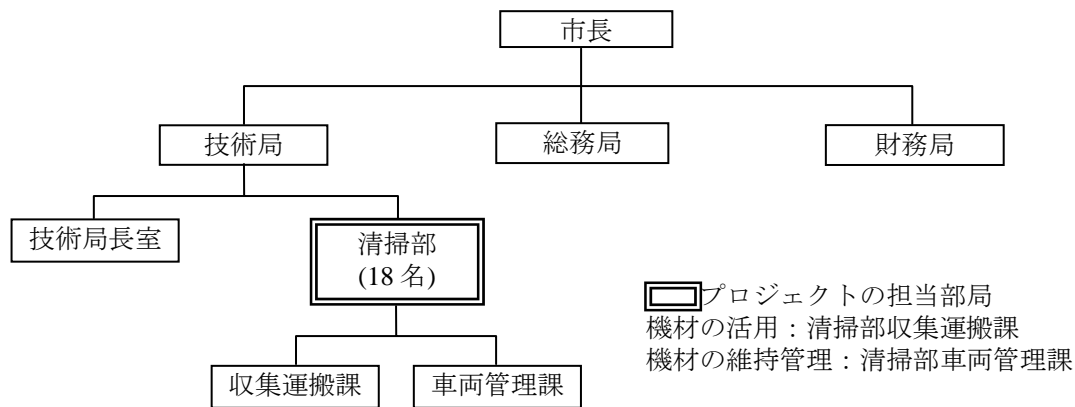 市長
技術局
総務局
財務局
技術局長室
清掃部
(18 名)
プロジェクトの担当部局
機材の活用：清掃部収集運搬課
機材の維持管理：清掃部車両管理課
収集運搬課
車両管理課